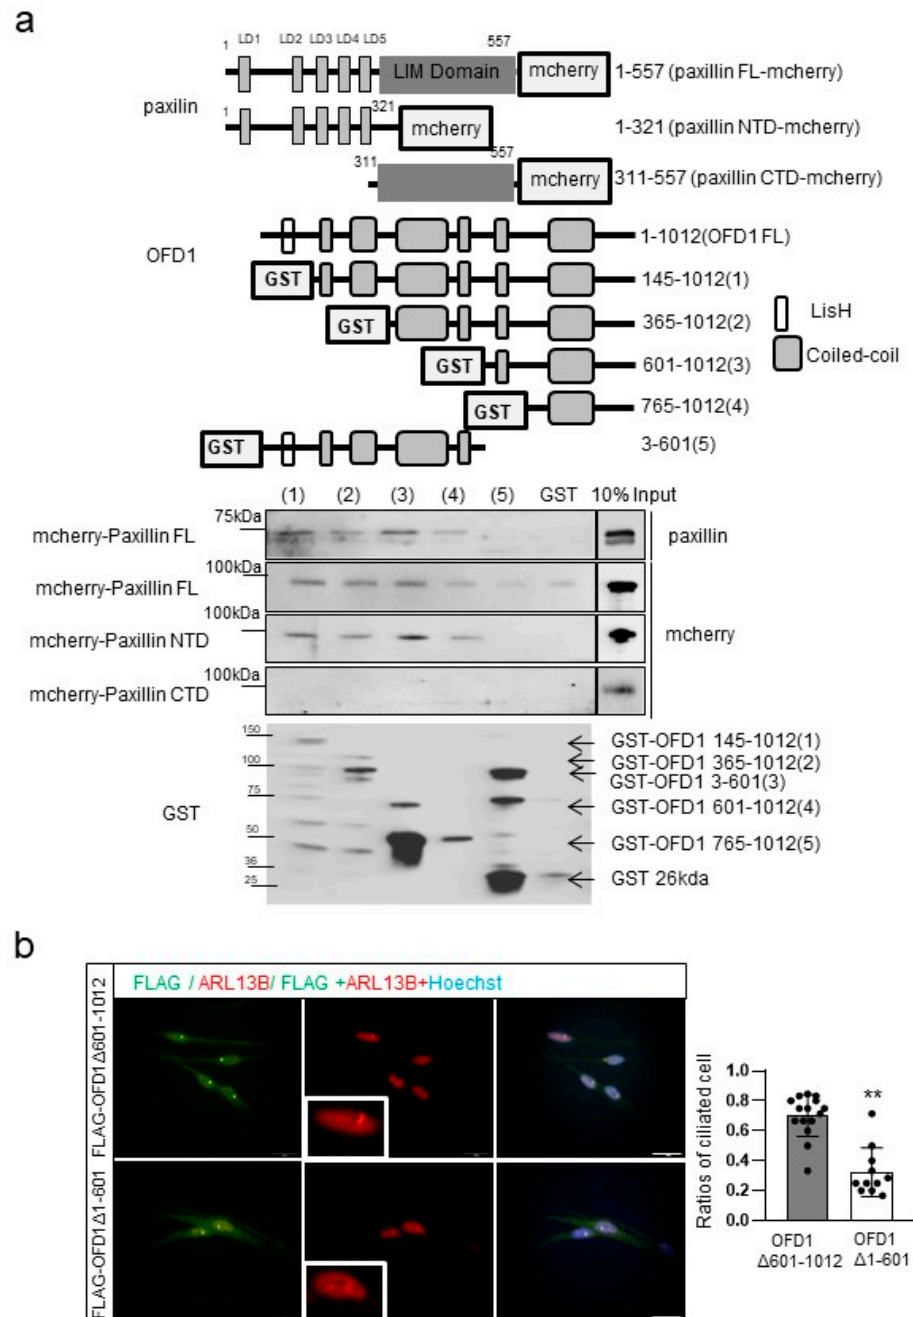 a
1 LD1 LD2 LD3 LD4 LD5 557
LIM Domain mcherry 1-557 (paxillin FL-mcherry)
paxilin
1 321
mcherry 1-321 (paxillin NTD-mcherry)
311 557
mcherry 311-557 (paxillin CTD-mcherry)
OFD1
1-1012(OFD1 FL)
GST 145-1012(1)
GST 365-1012(2)
GST 601-1012(3)
GST 765-1012(4)
GST 3-601(5)
LisH
Coiled-coil
(1) (2) (3) (4) (5) GST 10% Input
75kDa
mcherry-Paxillin FL
paxillin
100kDa
mcherry-Paxillin FL
100kDa
mcherry-Paxillin NTD
mcherry
100kDa
mcherry-Paxillin CTD
150
100
75
50
36
25
GST
GST-OFD1 145-1012(1)
GST-OFD1 365-1012(2)
GST-OFD1 3-601(3)
GST-OFD1 601-1012(4)
GST-OFD1 765-1012(5)
GST 26kda
b
FLAG / ARL13B/ FLAG +ARL13B+Hoechst
FLAG-OFD1Δ601-1012
FLAG-OFD1Δ1-601
Ratios of ciliated cell
1.0
0.8
0.6
0.4
0.2
0.0
**
OFD1
Δ601-1012
OFD1
Δ1-601